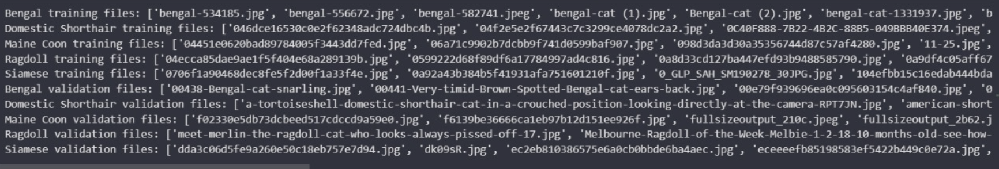 Bengal training files: ['bengal-534185.jpg', 'bengal-556672.jpg', 'bengal-582741.jpeg', 'bengal-cat (1).jpg', 'Bengal-cat (2).jpg', 'bengal-cat-1331937.jpg', 'b
Domestic Shorthair training files: ['046dce16530c0e2f62348adc724dbc4b.jpg', '04f2e5e2f67443c7c3299ce4078dc2a2.jpg', '0C40F888-7B22-4B2C-88B5-049BBB40E374.jpeg',
Maine Coon training files: ['04451e0620bad89784005f3443dd7fed.jpg', '06a71c9902b7dcbb9f741d0599baf907.jpg', '098d3da3d30a35356744d87c57af4280.jpg', '11-25.jpg',
Ragdoll training files: ['04ecca85dae9ae1f5f404e68a289139b.jpg', '0599222d68f89df6a17784997ad4c816.jpg', '0a8d33cd127ba447efd93b9488585790.jpg', '0a9df4c05aff67
Siamese training files: ['0706f1a90468dec8fe5f2d00f1a33f4e.jpg', '0a92a43b384b5f41931afa751601210f.jpg', '0_GLP_SAH_SM190278_30JPG.jpg', '104efbb15c16edab444bda
Bengal validation files: ['00438-Bengal-cat-snarling.jpg', '00441-Very-timid-Brown-Spotted-Bengal-cat-ears-back.jpg', '00e79f939696ea0c095603154c4af840.jpg', '0
Domestic Shorthair validation files: ['a-tortoiseshell-domestic-shorthair-cat-in-a-crouched-position-looking-directly-at-the-camera-RPT7JN.jpg', 'american-short
Maine Coon validation files: ['f02330e5db73dcbeed517cdccd9a59e0.jpg', 'f6139be36666ca1eb97b12d151ee926f.jpg', 'fullsizeoutput_210c.jpeg', 'fullsizeoutput_2b62.j
Ragdoll validation files: ['meet-merlin-the-ragdoll-cat-who-looks-always-pissed-off-17.jpg', 'Melbourne-Ragdoll-of-the-Week-Melbie-1-2-18-10-months-old-see-how-
Siamese validation files: ['dda3c06d5fe9a260e50c18eb757e7d94.jpg', 'dk09sR.jpg', 'ec2eb810386575e6a0cb0bbde6ba4aec.jpg', 'eceeeefb85198583ef5422b449c0e72a.jpg',